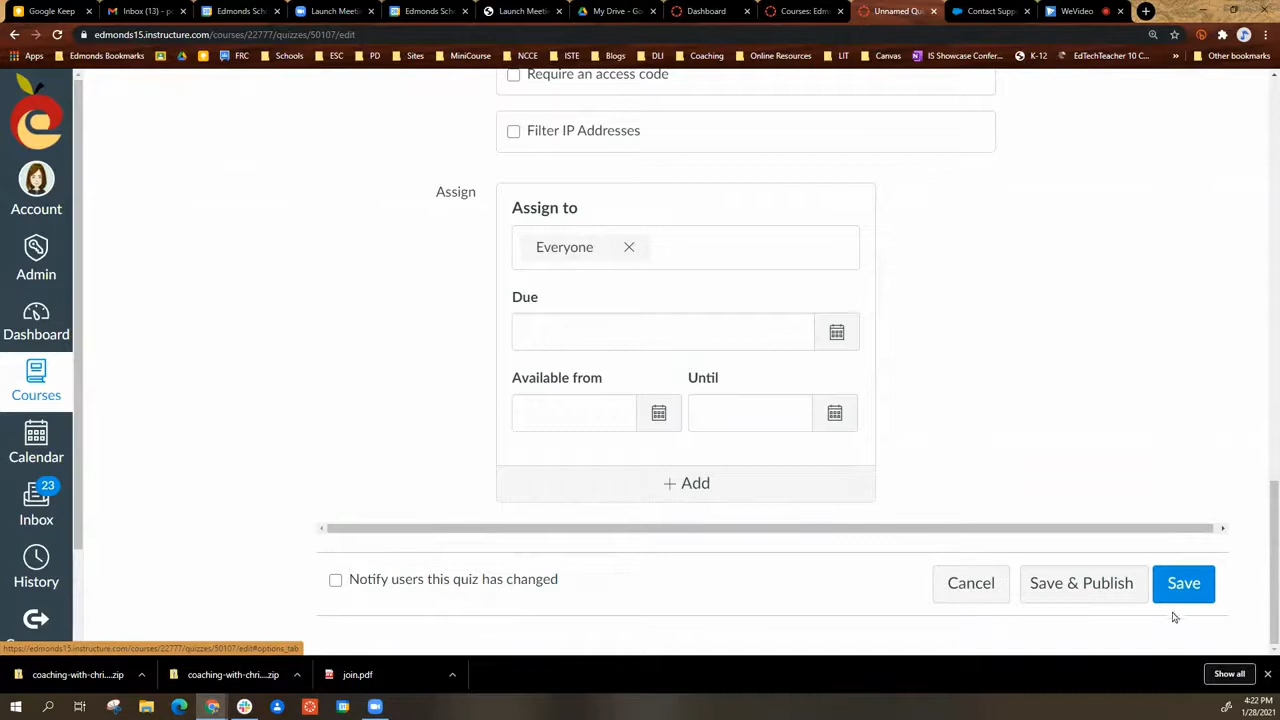 Google Keep
Inbox (13) - p
Edmonds Sch
Launch Meeti
Edmonds Sc
Launch Meeti
My Drive - Go
Dashboard
Courses: Edm
Unnamed Qui
Contact Supp
WeVideo
edmonds15.instructure.com/courses/22777/quizzes/50107/edit
Apps
Edmonds Bookmarks
FRC
Schools
ESC
PD
Sites
MiniCourse
NCCE
ISTE
Blogs
DLI
Coaching
Online Resources
LIT
Canvas
IS Showcase Confer...
K-12
EdTechTeacher 10 C...
»
Other bookmarks
Require an access code
Filter IP Addresses
Account
Admin
Dashboard
Courses
Calendar
23
Inbox
History
Assign
Assign to
Everyone
Due
Available from
Until
+ Add
Notify users this quiz has changed
Cancel
Save & Publish
Save
https://edmonds15.instructure.com/courses/22777/quizzes/50107/edit#options_tab
coaching-with-chri....zip
coaching-with-chri....zip
join.pdf
Show all
4:22 PM
1/28/2021